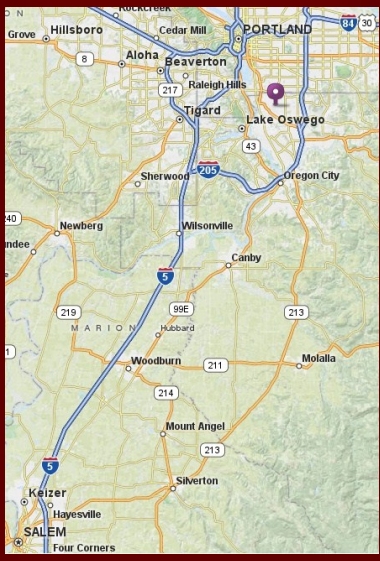 Rockcreek
84
30
Grove
Hillsboro
Cedar Mill
PORTLAND
8
Aloha
Beaverton
217
Raleigh Hills
Tigard
Lake Oswego
43
Sherwood
205
Oregon City
240
Newberg
Wilsonville
Canby
5
219
99E
213
MARION
Hubbard
1
Woodburn
211
Molalla
214
Mount Angel
213
5
Silverton
Keizer
Hayesville
SALEM
Four Corners